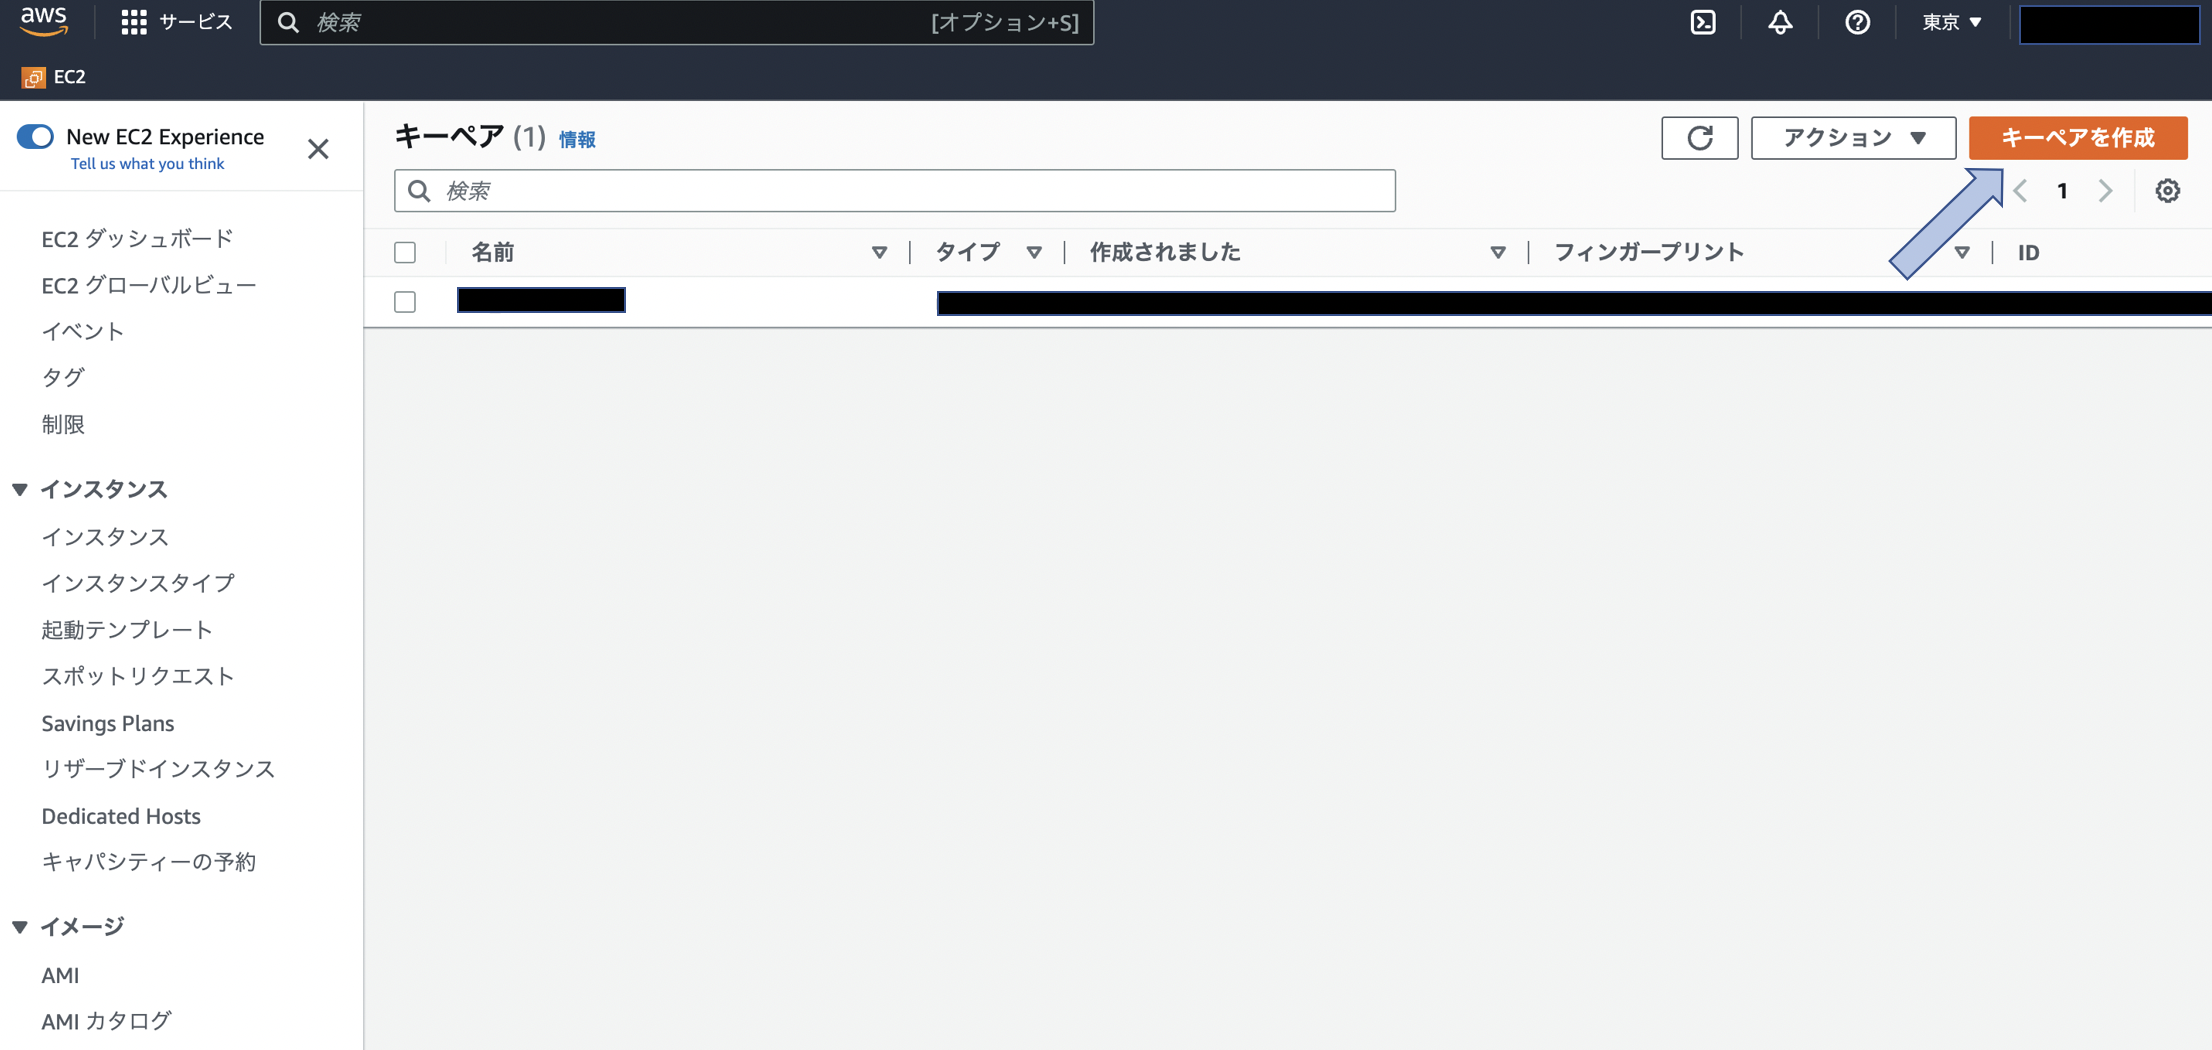 aws
サービス
検索
[オプション+S]
東京
EC2
New EC2 Experience
Tell us what you think
EC2 ダッシュボード
EC2 グローバルビュー
イベント
タグ
制限
インスタンス
インスタンス
インスタンスタイプ
起動テンプレート
スポットリクエスト
Savings Plans
リザーブドインスタンス
Dedicated Hosts
キャパシティーの予約
イメージ
AMI
AMI カタログ
キーペア (1) 情報
アクション
キーペアを作成
検索
1
名前 タイプ 作成されました フィンガープリント ID